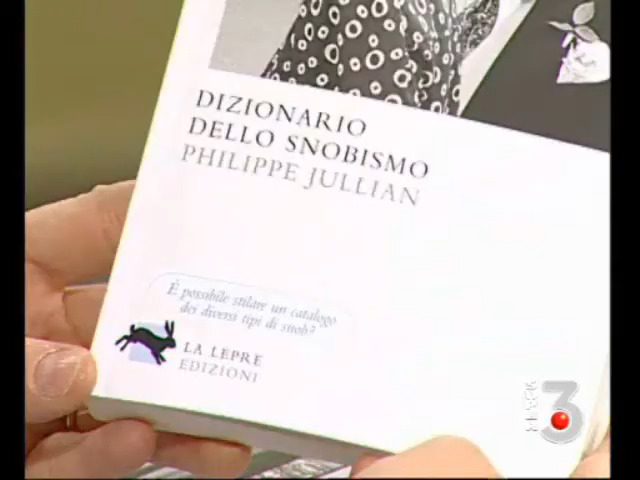 DIZIONARIO
DELLO SNOBISMO
PHILIPPE JULLIAN
È possibile stilare un catalogo
dei diversi tipi di snob?
LA LEPRE
EDIZIONI
3